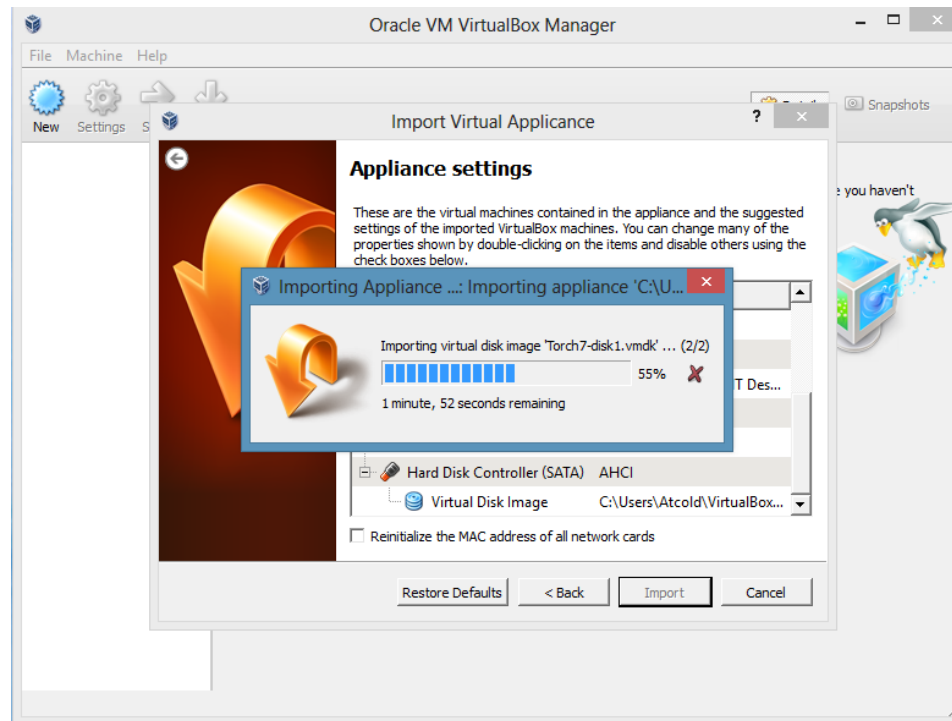 Oracle VM VirtualBox Manager
File Machine Help
New Settings S
Snapshots
Import Virtual Applicance
?
Appliance settings
you haven't
These are the virtual machines contained in the appliance and the suggested
settings of the imported VirtualBox machines. You can change many of the
properties shown by double-clicking on the items and disable others using the
check boxes below.
Importing Appliance ...: Importing appliance 'C:\U...
Importing virtual disk image 'Torch7-disk1.vmdk' ... (2/2)
55%
1 minute, 52 seconds remaining
T Des...
Hard Disk Controller (SATA) AHCI
Virtual Disk Image C:\Users\Atcold\VirtualBox...
Reinitialize the MAC address of all network cards
Restore Defaults < Back Import Cancel